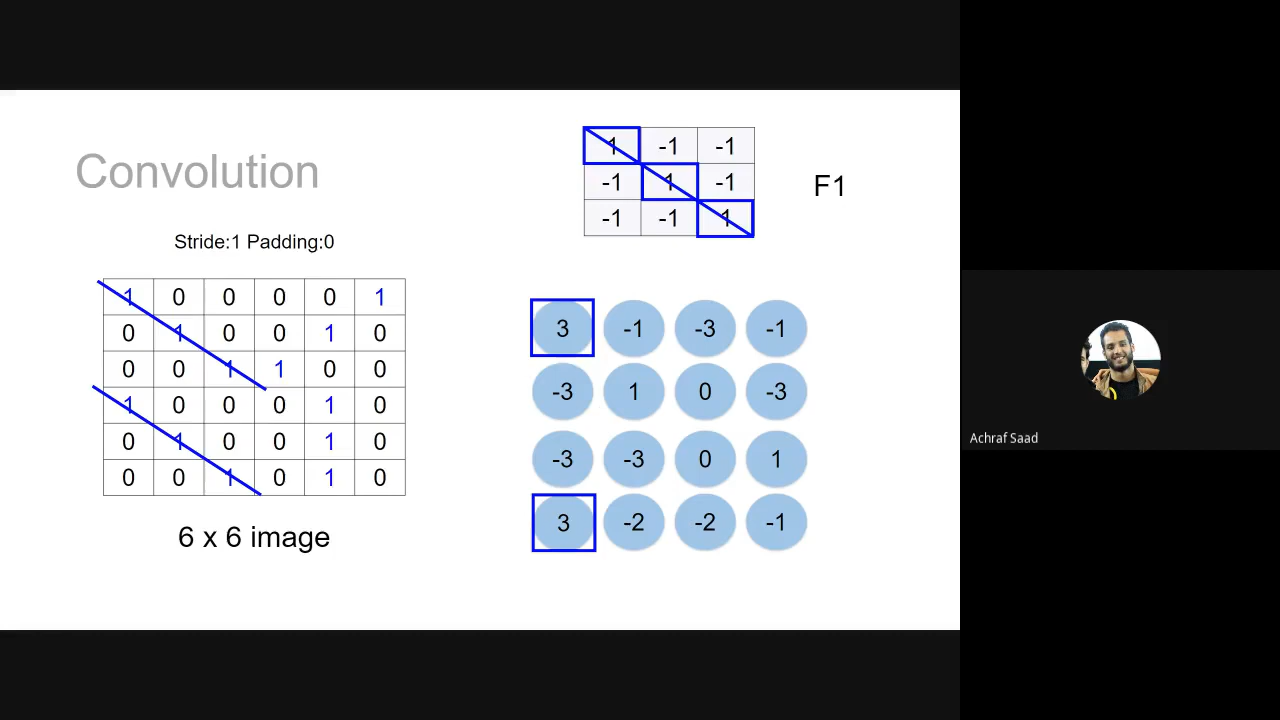 Convolution
Stride:1 Padding:0
1 0 0 0 0 1
0 1 0 0 1 0
0 0 1 1 0 0
1 0 0 0 1 0
0 1 0 0 1 0
0 0 1 0 1 0
6 x 6 image
1 -1 -1
-1 1 -1
-1 -1 1
F1
3 -1 -3 -1
-3 1 0 -3
-3 -3 0 1
3 -2 -2 -1
Achraf Saad